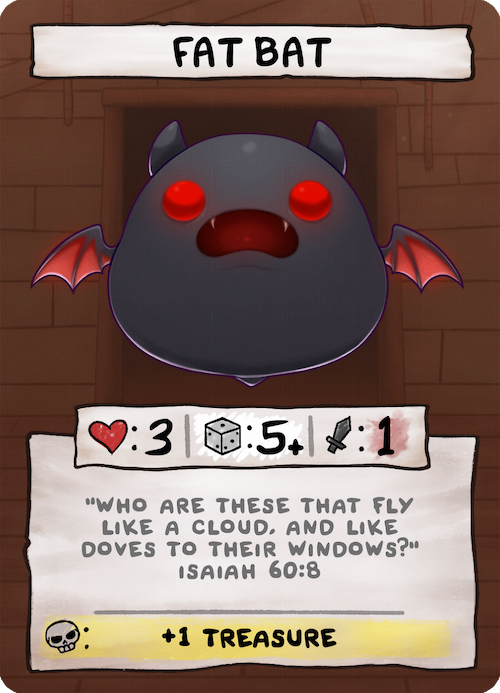 FAT BAT
:3 :5+ :1
"WHO ARE THESE THAT FLY
LIKE A CLOUD, AND LIKE
DOVES TO THEIR WINDOWS?"
ISAIAH 60:8
: +1 TREASURE